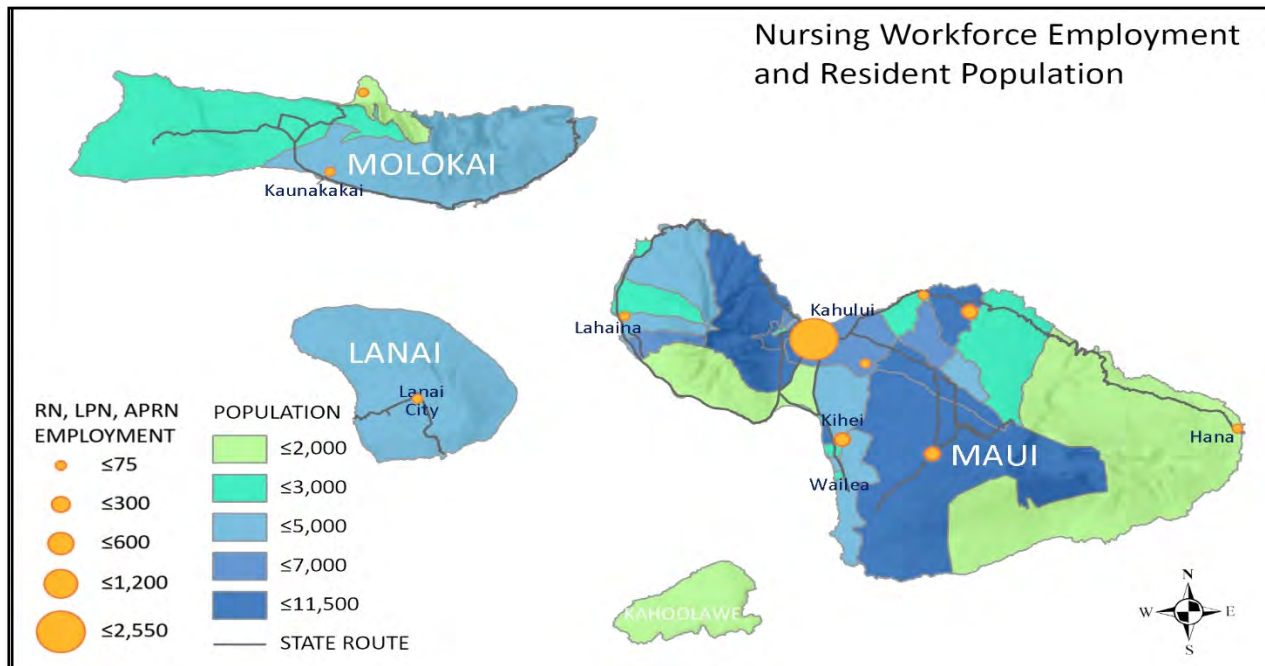 Nursing Workforce Employment
and Resident Population
MOLOKAI
Kaunakakai
Kahului
Lahaina
LANAI
Lanai
City
Kihei
Hana
MAUI
Wailea
KAHOOLAWE
RN, LPN, APRN
EMPLOYMENT
≤75
≤300
≤600
≤1,200
≤2,550
POPULATION
≤2,000
≤3,000
≤5,000
≤7,000
≤11,500
STATE ROUTE
N
W
E
S